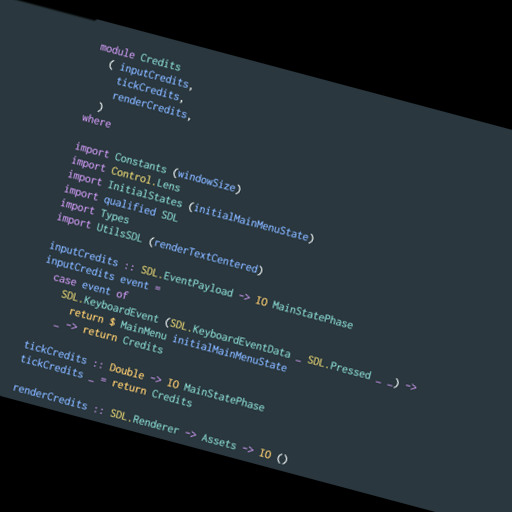 module Credits
( inputCredits,
tickCredits,
renderCredits,
)
where
import Constants (windowSize)
import Control.Lens
import InitialStates (initialMainMenuState)
import qualified SDL
import Types
import UtilsSDL (renderTextCentered)
inputCredits :: SDL.EventPayload -> IO MainStatePhase
inputCredits event =
case event of
SDL.KeyboardEvent (SDL.KeyboardEventData _ SDL.Pressed _ _) ->
return $ MainMenu initialMainMenuState
_ -> return Credits
tickCredits :: Double -> IO MainStatePhase
tickCredits _ = return Credits
renderCredits :: SDL.Renderer -> Assets -> IO ()